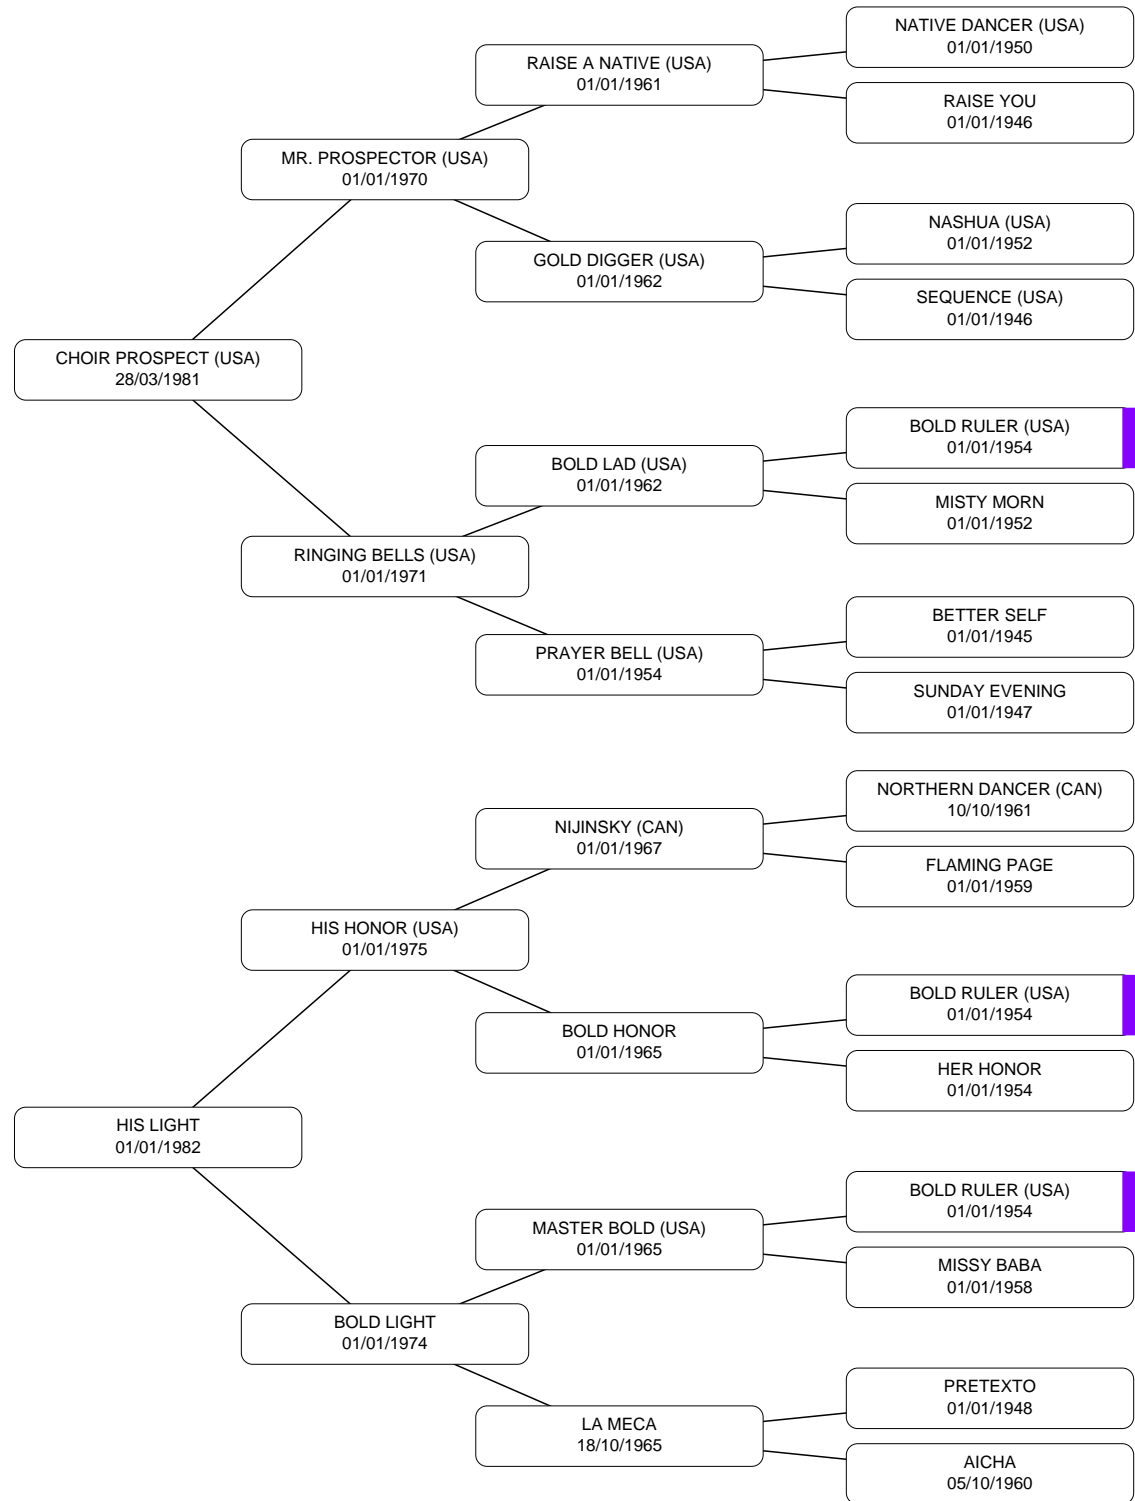 NATIVE DANCER (USA)
01/01/1950
RAISE A NATIVE (USA)
01/01/1961
RAISE YOU
01/01/1946
MR. PROSPECTOR (USA)
01/01/1970
NASHUA (USA)
01/01/1952
GOLD DIGGER (USA)
01/01/1962
SEQUENCE (USA)
01/01/1946
CHOIR PROSPECT (USA)
28/03/1981
BOLD RULER (USA)
01/01/1954
BOLD LAD (USA)
01/01/1962
MISTY MORN
01/01/1952
RINGING BELLS (USA)
01/01/1971
BETTER SELF
01/01/1945
PRAYER BELL (USA)
01/01/1954
SUNDAY EVENING
01/01/1947
NORTHERN DANCER (CAN)
10/10/1961
NIJINSKY (CAN)
01/01/1967
FLAMING PAGE
01/01/1959
HIS HONOR (USA)
01/01/1975
BOLD RULER (USA)
01/01/1954
BOLD HONOR
01/01/1965
HER HONOR
01/01/1954
HIS LIGHT
01/01/1982
BOLD RULER (USA)
01/01/1954
MASTER BOLD (USA)
01/01/1965
MISSY BABA
01/01/1958
BOLD LIGHT
01/01/1974
PRETEXTO
01/01/1948
LA MECA
18/10/1965
AICHA
05/10/1960